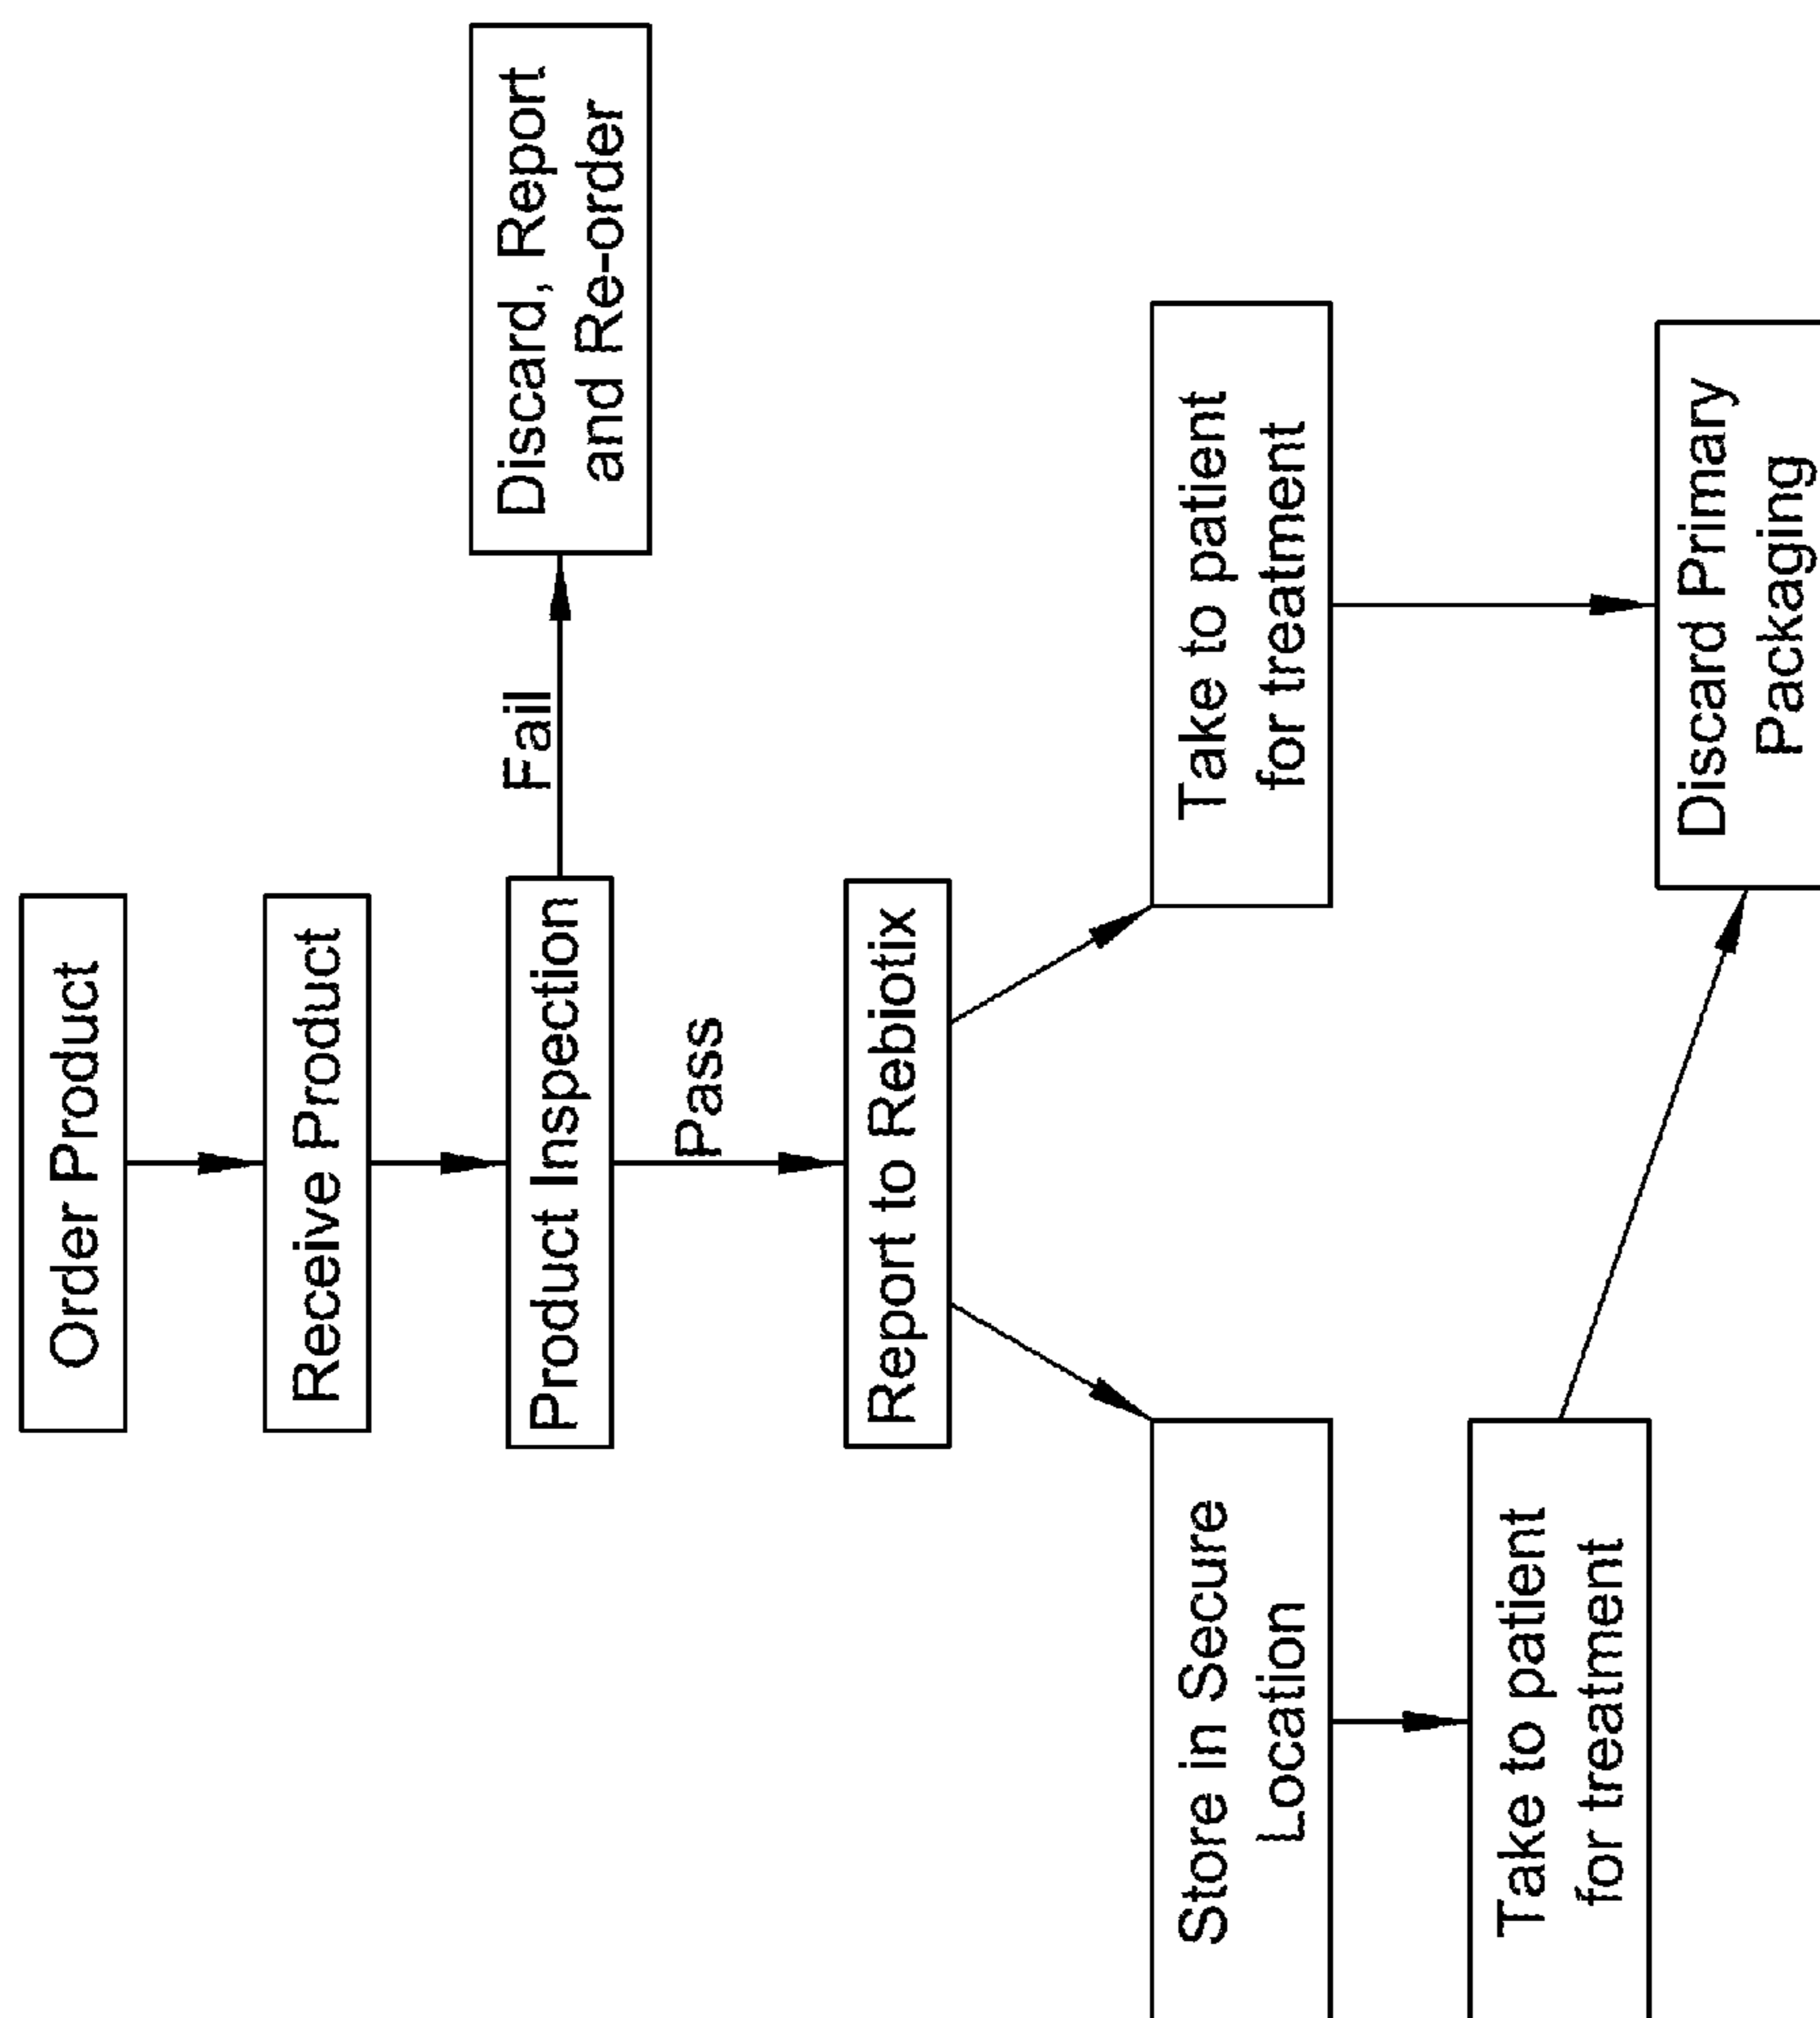 Order Product
Receive Product
Product Inspection
Fail
Discard, Report
and Re-order
Pass
Report to Rebiotix
Store in Secure
Location
Take to patient
for treatment
Take to patient
for treatment
Discard Primary
Packaging